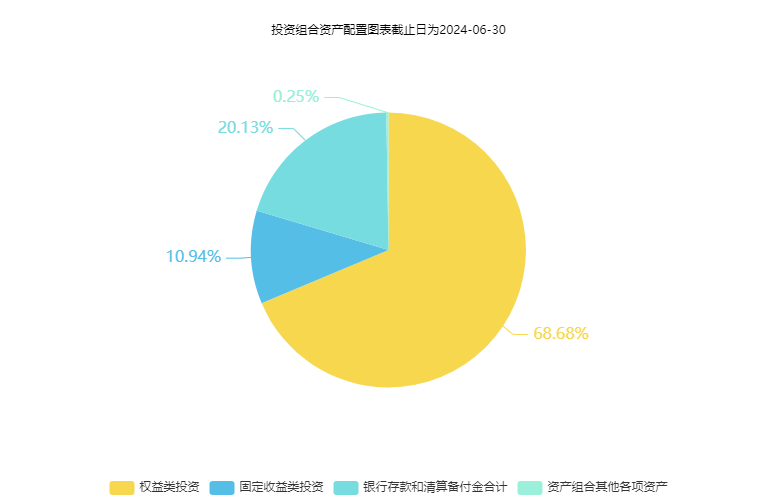 投资组合资产配置图表截止日为2024-06-30
0.25%
20.13%
10.94%
68.68%
权益类投资 固定收益类投资 银行存款和清算备付金合计 资产组合其他各项资产